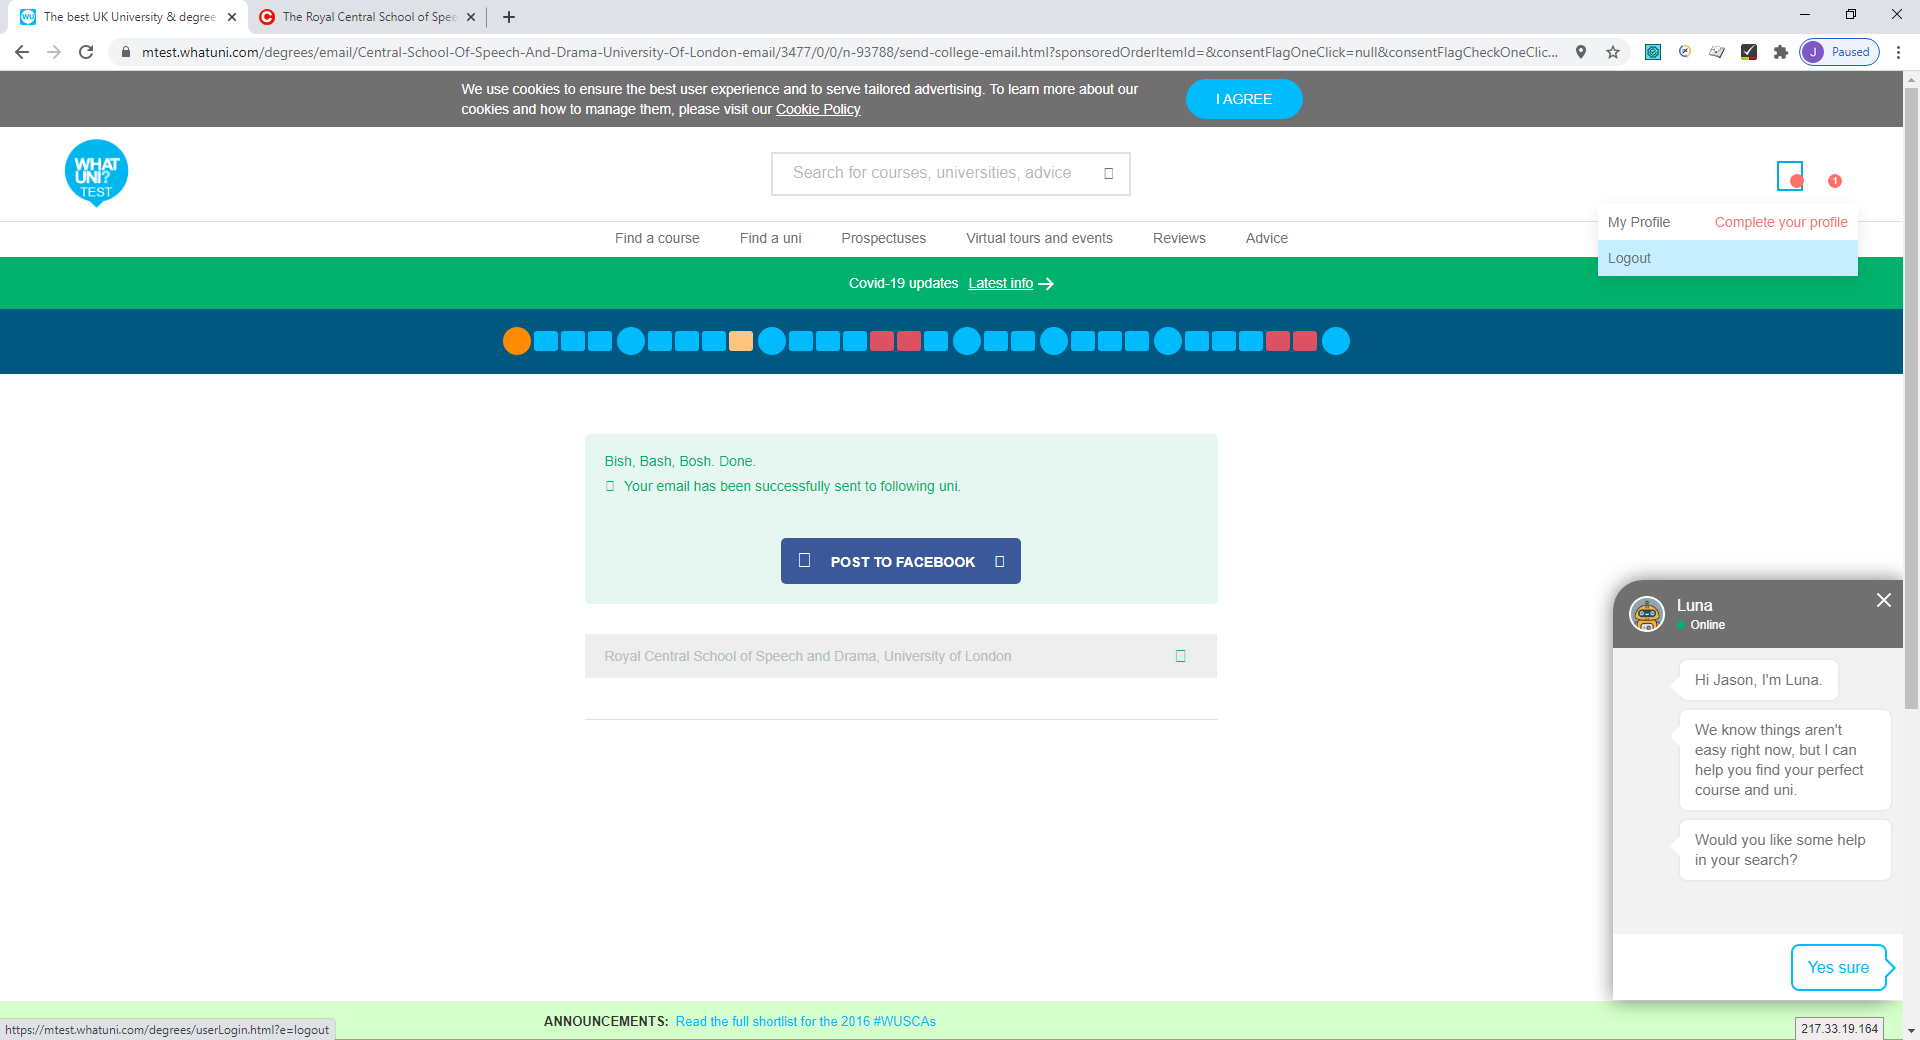 The best UK University & degree
The Royal Central School of Spee
mtest.whatuni.com/degrees/email/Central-School-Of-Speech-And-Drama-University-Of-London-email/3477/0/0/n-93788/send-college-email.html?sponsoredOrderItemId=&consentFlagOneClick=null&consentFlagCheckOneClic...
J
Paused
We use cookies to ensure the best user experience and to serve tailored advertising. To learn more about our
cookies and how to manage them, please visit our Cookie Policy
I AGREE
WHAT
UNI?
TEST
Search for courses, universities, advice
1
My Profile
Complete your profile
Logout
Find a course
Find a uni
Prospectuses
Virtual tours and events
Reviews
Advice
Covid-19 updates Latest info
Bish, Bash, Bosh. Done.
Your email has been successfully sent to following uni.
POST TO FACEBOOK
Royal Central School of Speech and Drama, University of London
Luna
Online
Hi Jason, I'm Luna.
We know things aren't
easy right now, but I can
help you find your perfect
course and uni.
Would you like some help
in your search?
Yes sure
ANNOUNCEMENTS: Read the full shortlist for the 2016 #WUSCAs
https://mtest.whatuni.com/degrees/userLogin.html?e=logout
217.33.19.164